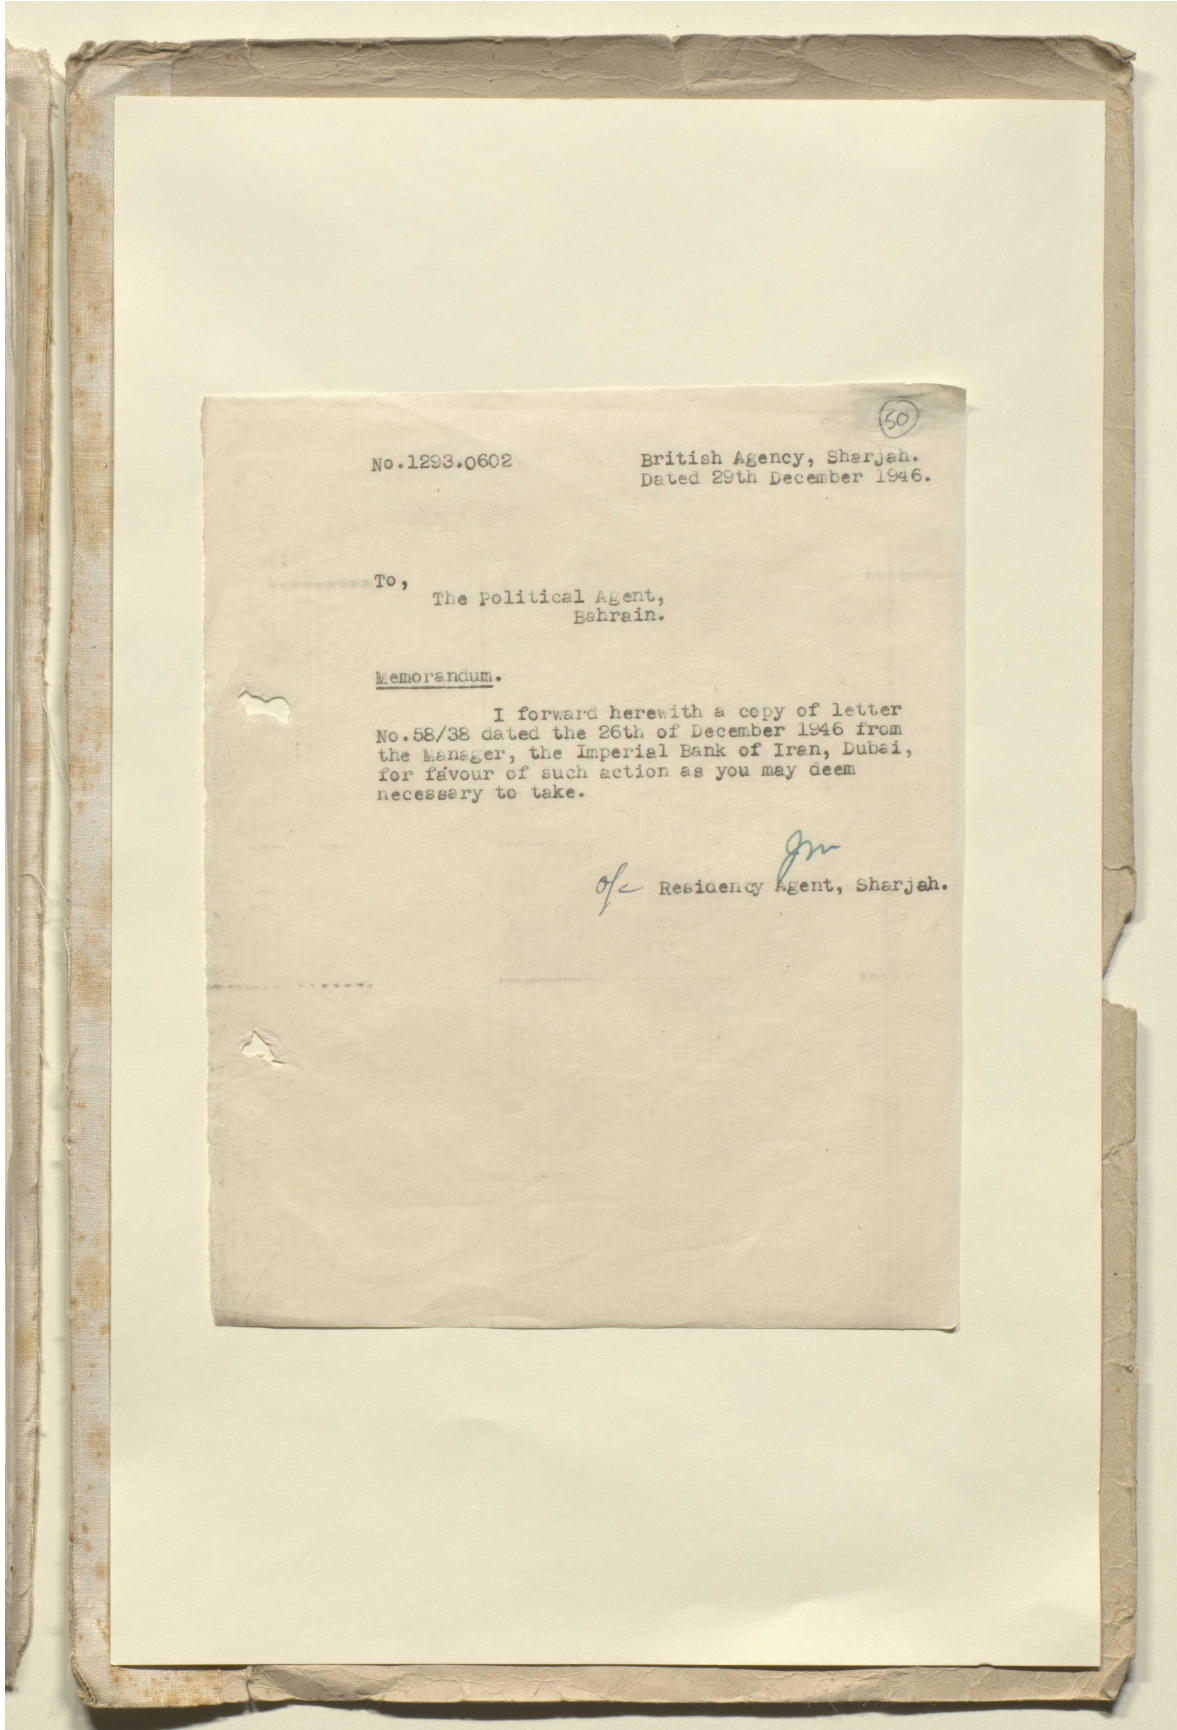 50
No.1293.0602
British Agency, Sharjah.
Dated 29th December 1946.
To,
The Political Agent,
Bahrain.
Memorandum.
I forward herewith a copy of letter
No.58/38 dated the 26th of December 1946 from
the Manager, the Imperial Bank of Iran, Dubai,
for favour of such action as you may deem
necessary to take.
o/c Residency Agent, Sharjah.